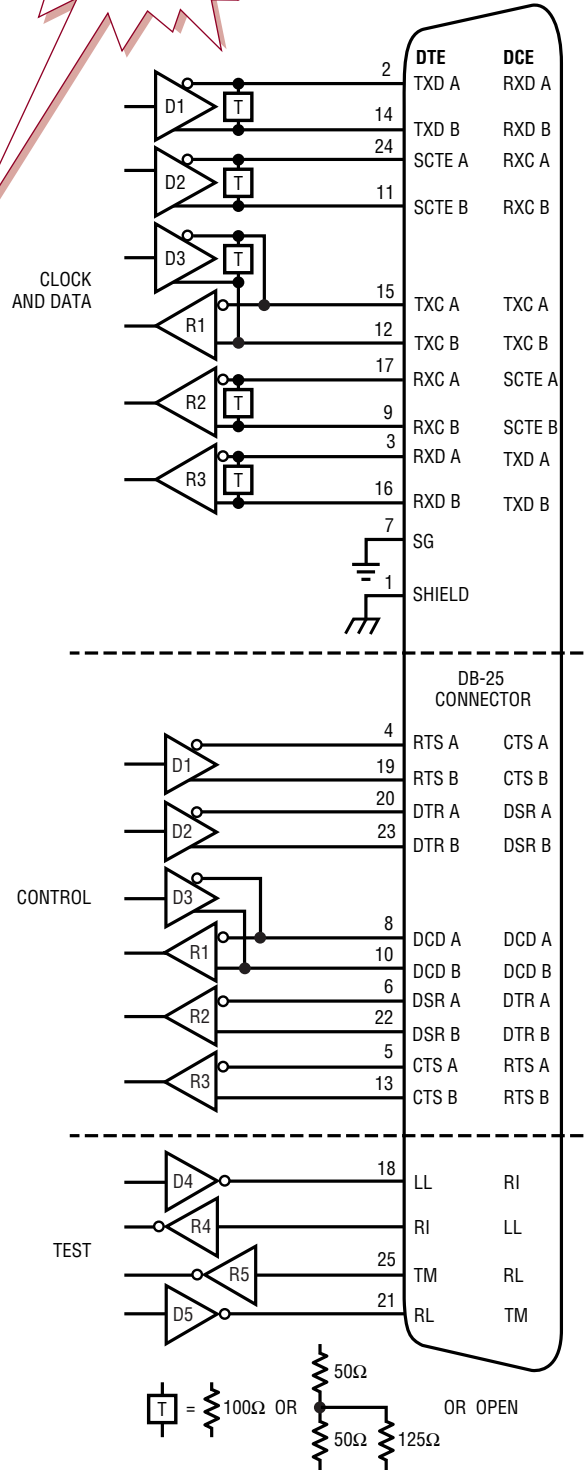 DTE DCE
2 TXD A RXD A
D1 T
14 TXD B RXD B
24 SCTE A RXC A
D2 T
11 SCTE B RXC B
D3 T
CLOCK
AND DATA
15 TXC A TXC A
R1
12 TXC B TXC B
17 RXC A SCTE A
R2 T
9 RXC B SCTE B
3 RXD A TXD A
R3 T
16 RXD B TXD B
7 SG
1 SHIELD
DB-25
CONNECTOR
4 RTS A CTS A
D1
19 RTS B CTS B
20 DTR A DSR A
D2
23 DTR B DSR B
CONTROL D3
8 DCD A DCD A
R1
10 DCD B DCD B
6 DSR A DTR A
R2
22 DSR B DTR B
5 CTS A RTS A
R3
13 CTS B RTS B
D4 18 LL RI
R4 RI LL
TEST
R5 25 TM RL
D5 21 RL TM
50Ω
T = 100Ω OR OR OPEN
50Ω 125Ω